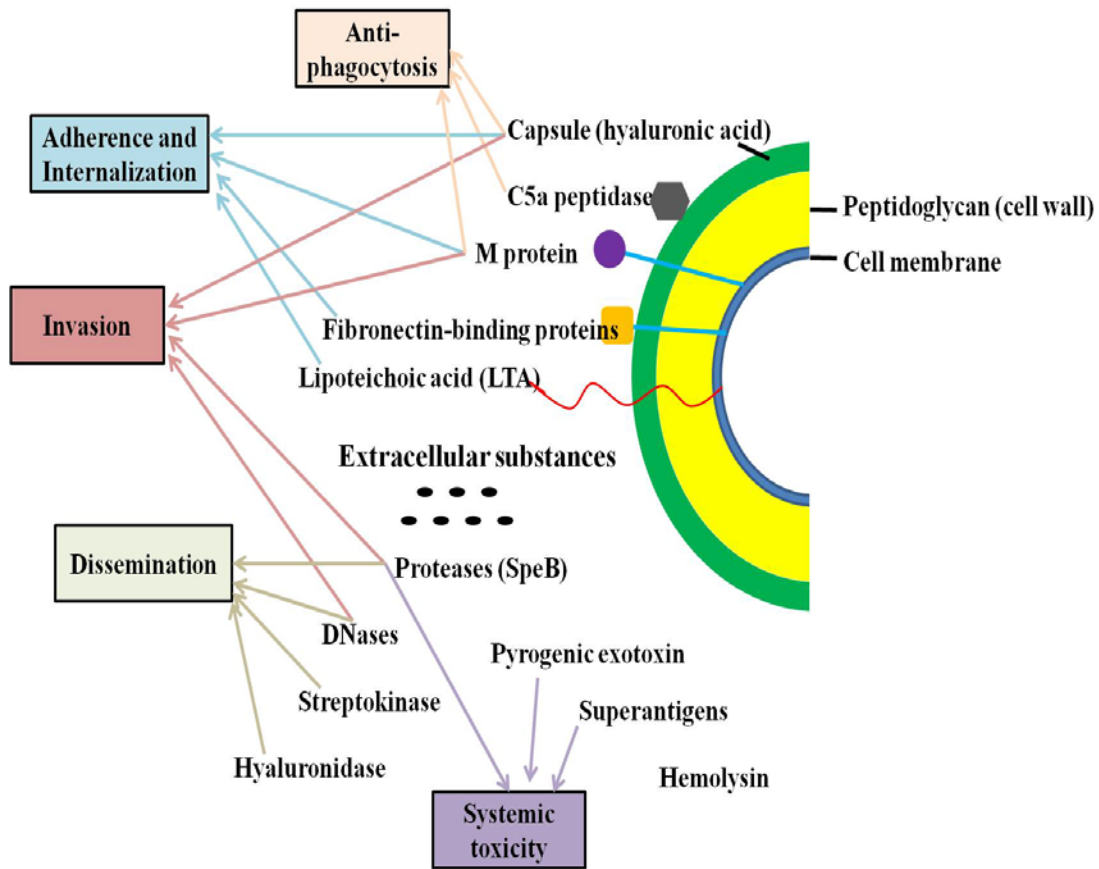 Anti-
phagocytosis
Capsule (hyaluronic acid)
Adherence and
Internalization
C5a peptidase
Peptidoglycan (cell wall)
M protein
Cell membrane
Invasion
Fibronectin-binding proteins
Lipoteichoic acid (LTA)
Extracellular substances
Dissemination
Proteases (SpeB)
DNases
Pyrogenic exotoxin
Streptokinase
Superantigens
Hyaluronidase
Hemolysin
Systemic
toxicity